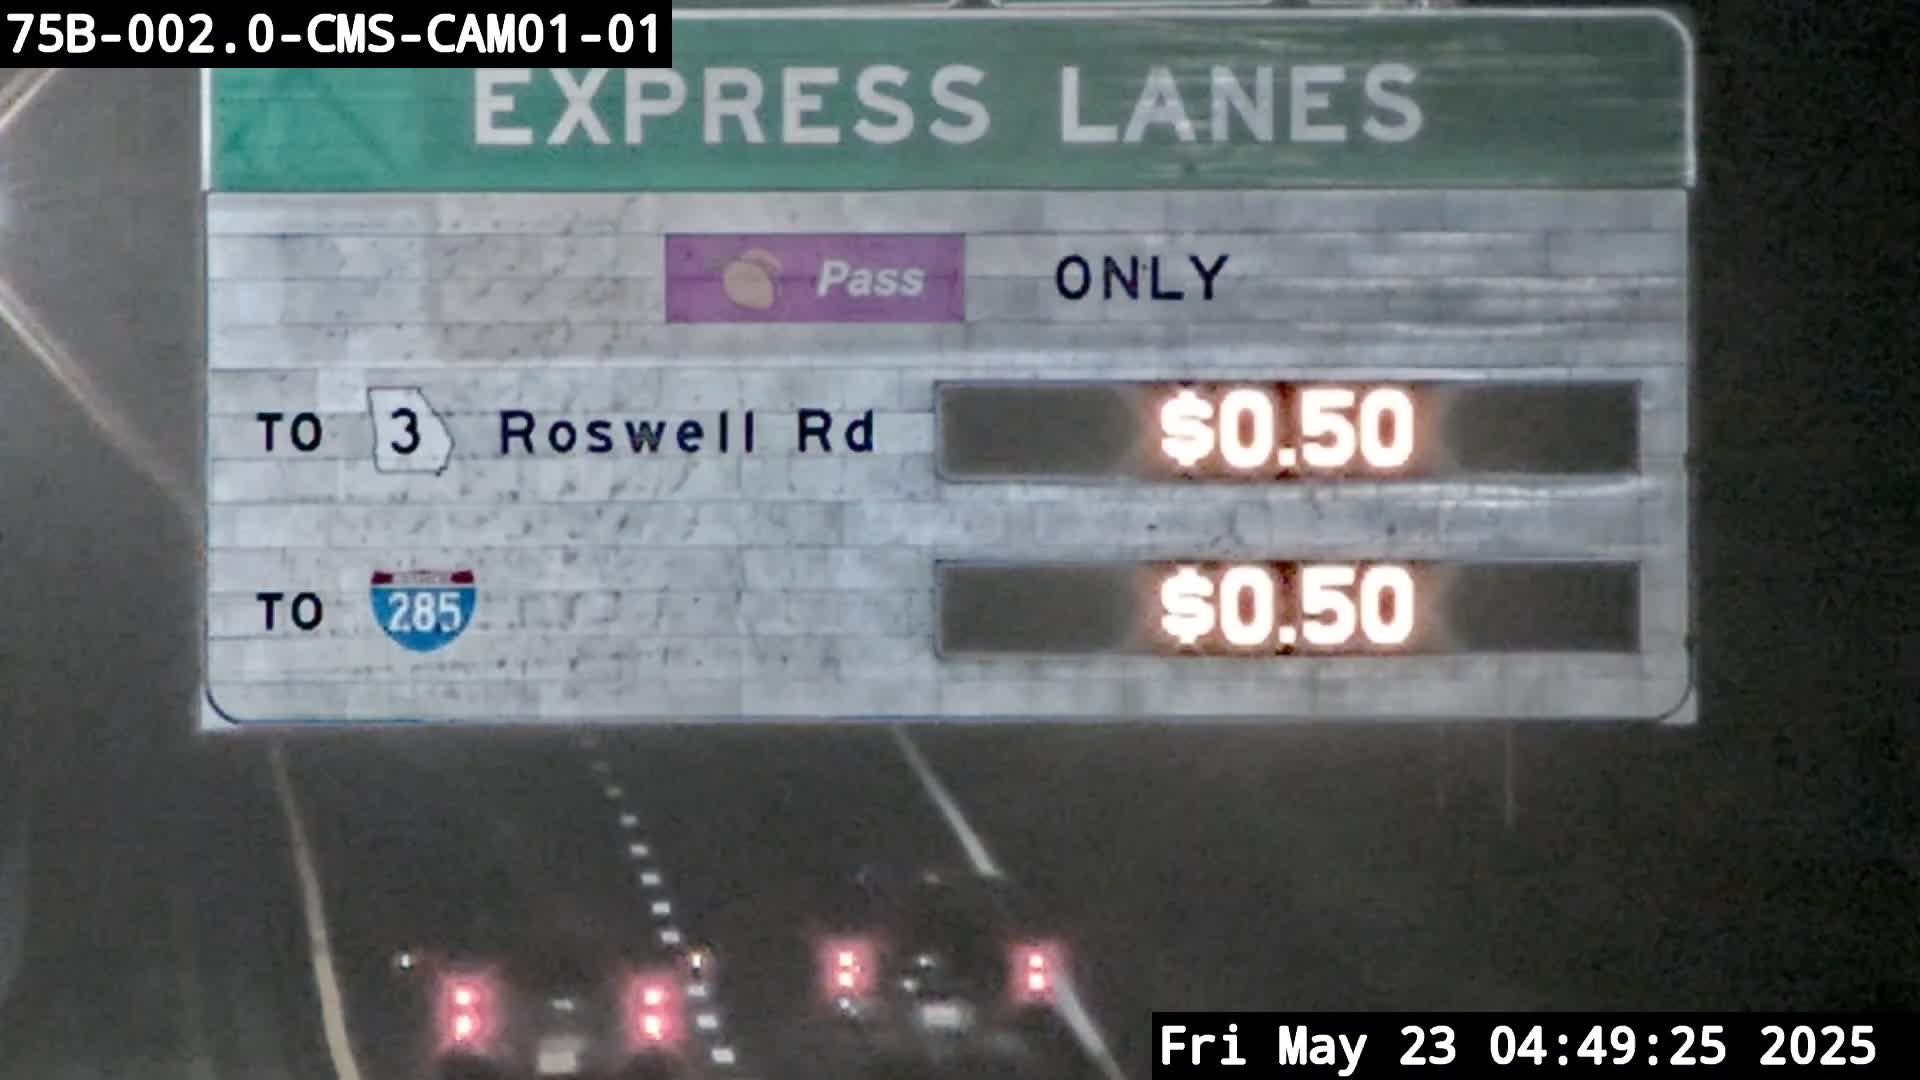 75B-002.0-CMS-CAM01-01
EXPRESS LANES
Pass ONLY
TO 3 Roswell Rd $0.50
TO 285 $0.50
Fri May 23 04:49:25 2025